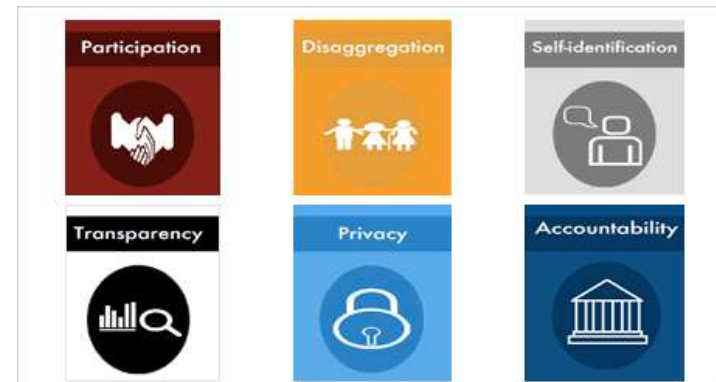 Participation
Disaggregation
Self-identification
Transparency
Privacy
Accountability